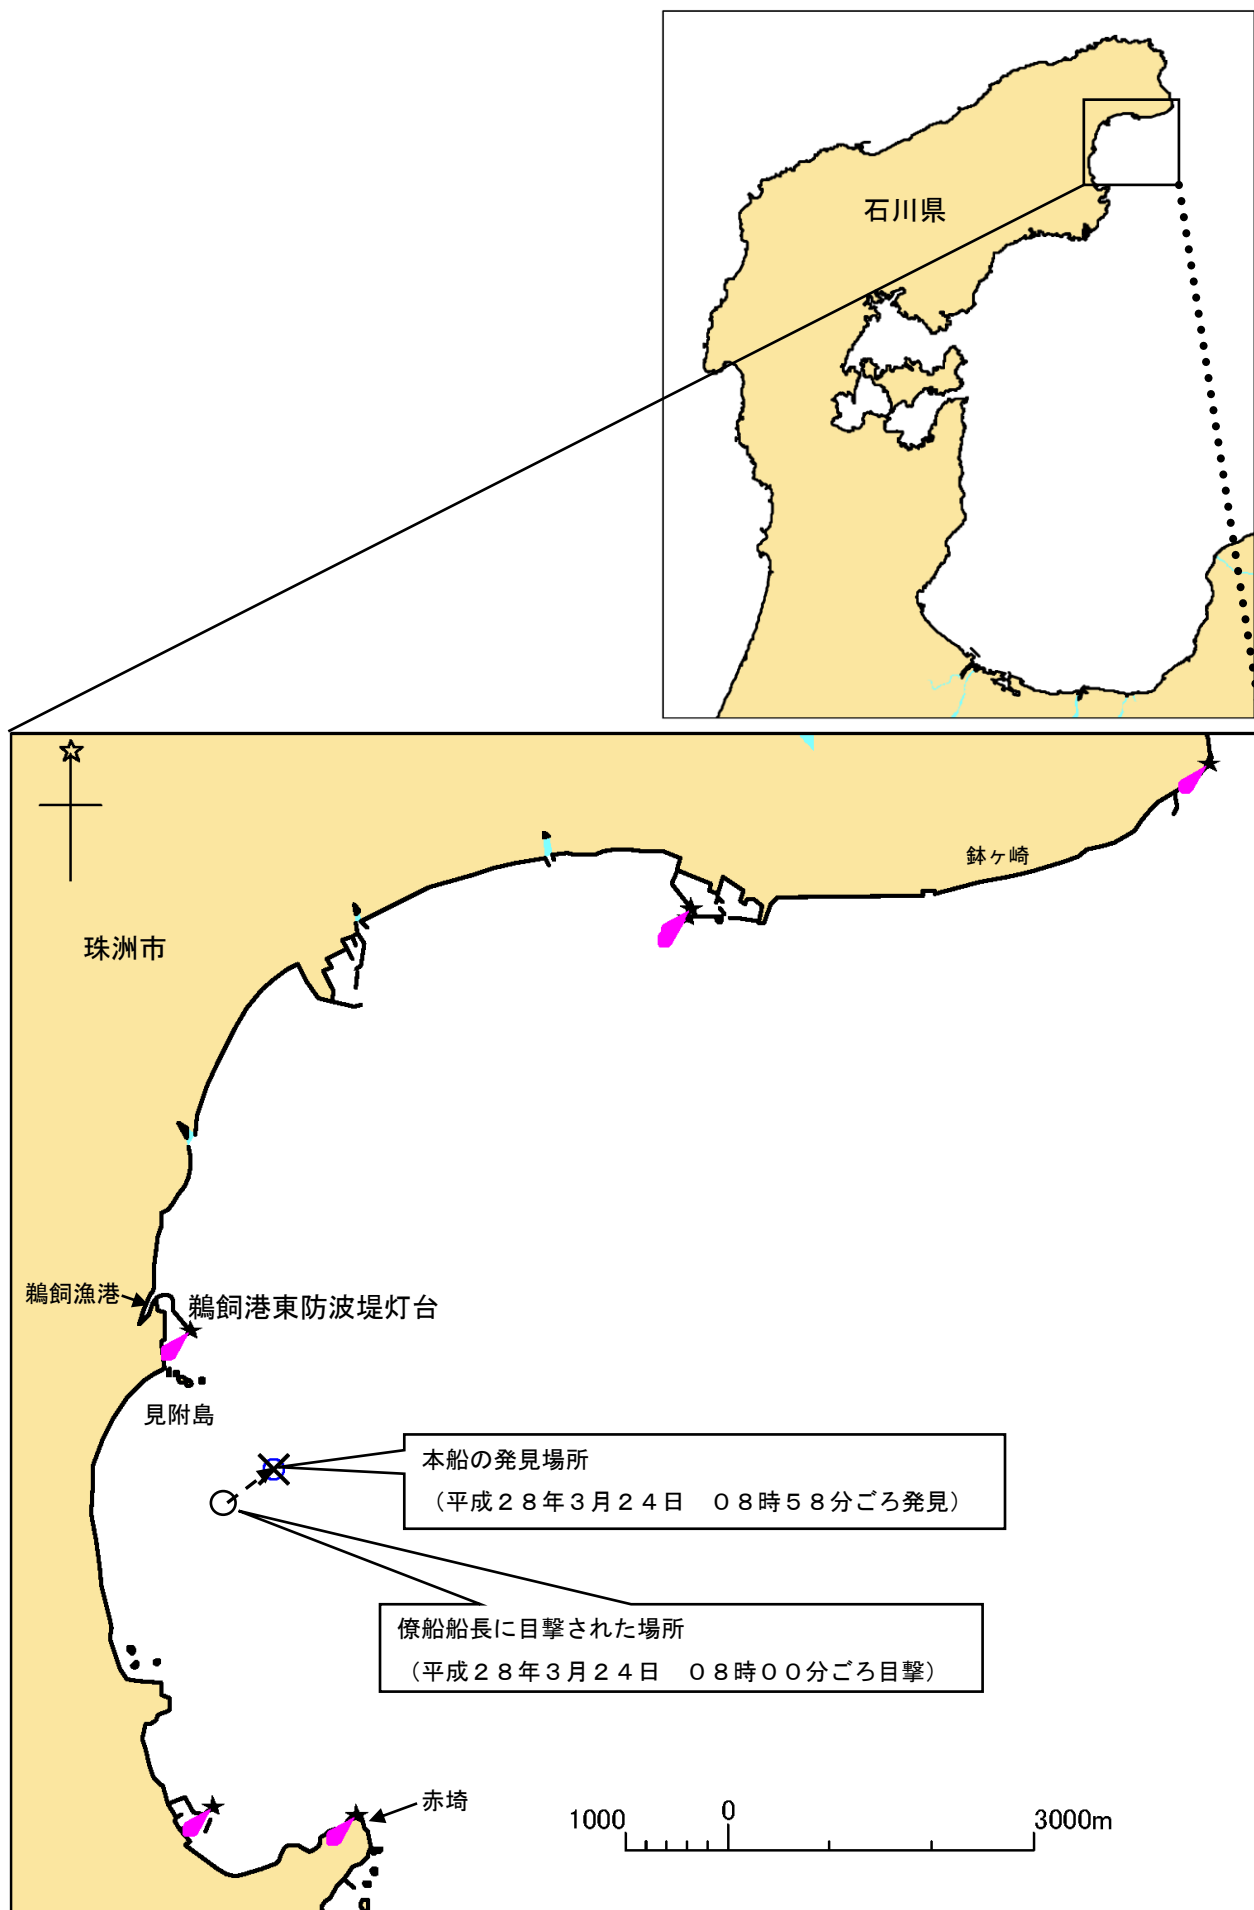 石川県
鉢ヶ崎
珠洲市
鵜飼漁港
鵜飼港東防波堤灯台
見附島
本船の発見場所
（平成２８年３月２４日　０８時５８分ごろ発見）
僚船船長に目撃された場所
（平成２８年３月２４日　０８時００分ごろ目撃）
赤埼
1000 0 3000m